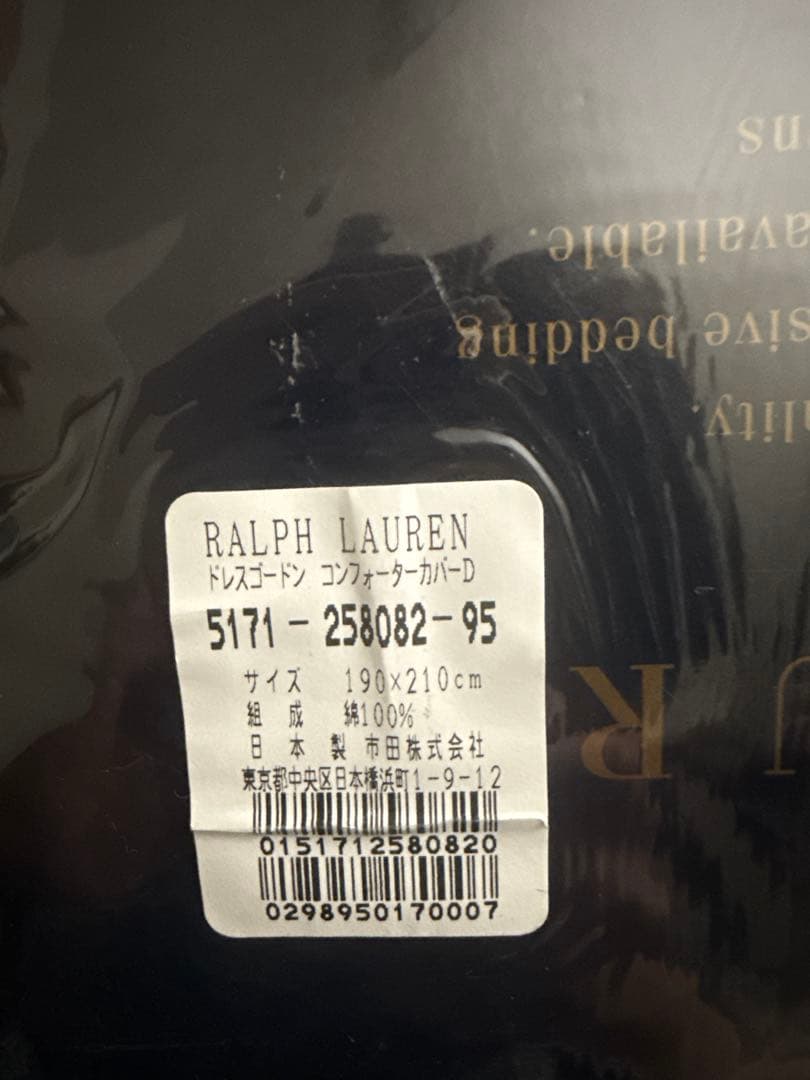 RALPH LAUREN
ドレスゴードン コンフォーターカバーD
5171-258082-95
サイズ 190×210cm
組成 綿100%
日本製 市田株式会社
東京都中央区日本橋浜町1-9-12
0151712580820
0298950170007
U R
ality.
sive bedding
available.
ns